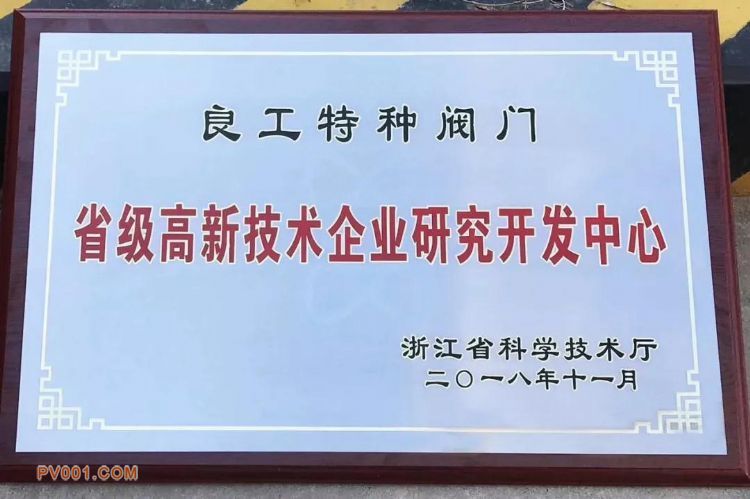 良工特种阀门
省级高新技术企业研究开发中心
浙江省科学技术厅
二〇一八年十一月
PV001.COM